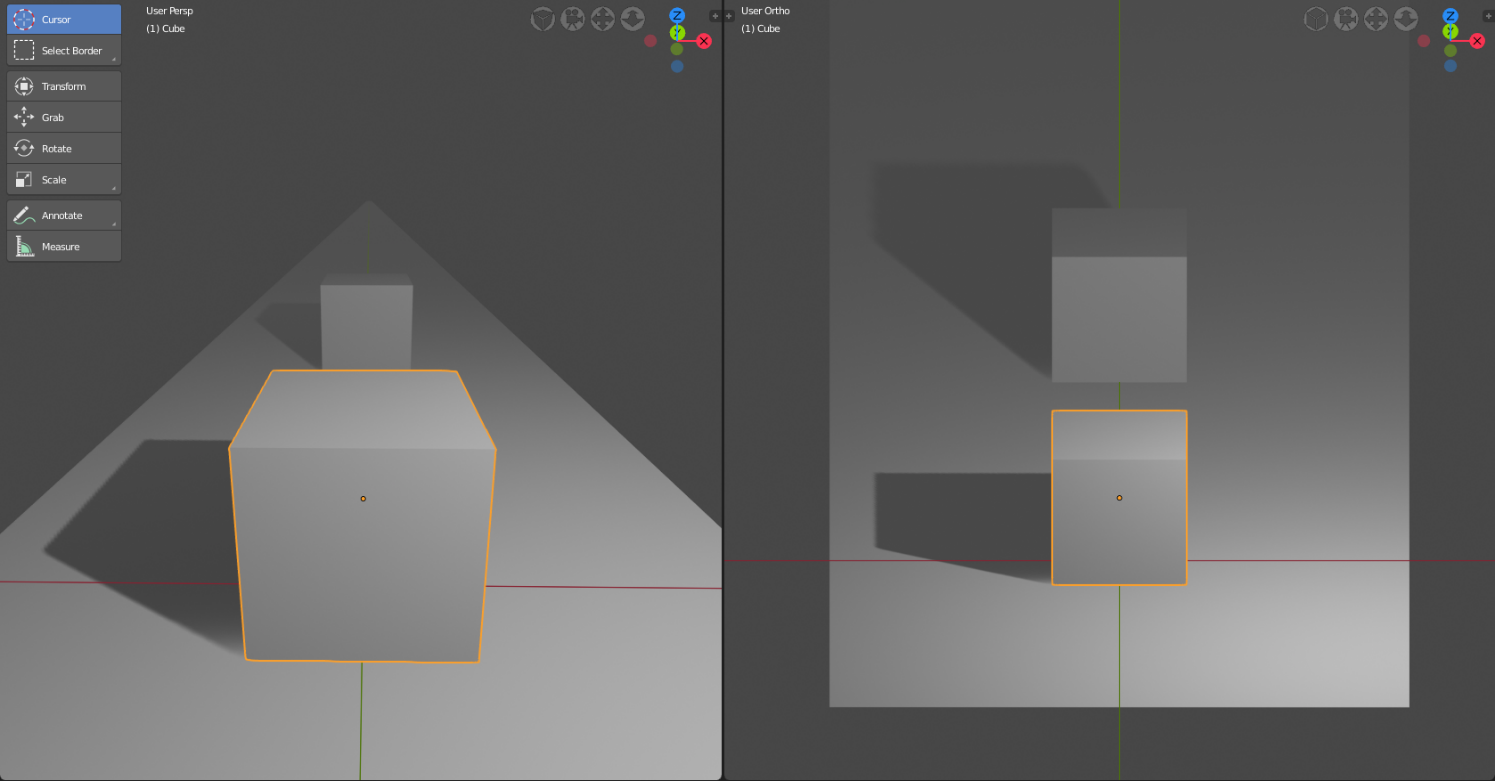 Cursor
Select Border
Transform
Grab
Rotate
Scale
Annotate
Measure
User Persp
(1) Cube
Z
Y
X
User Ortho
(1) Cube
Z
Y
X